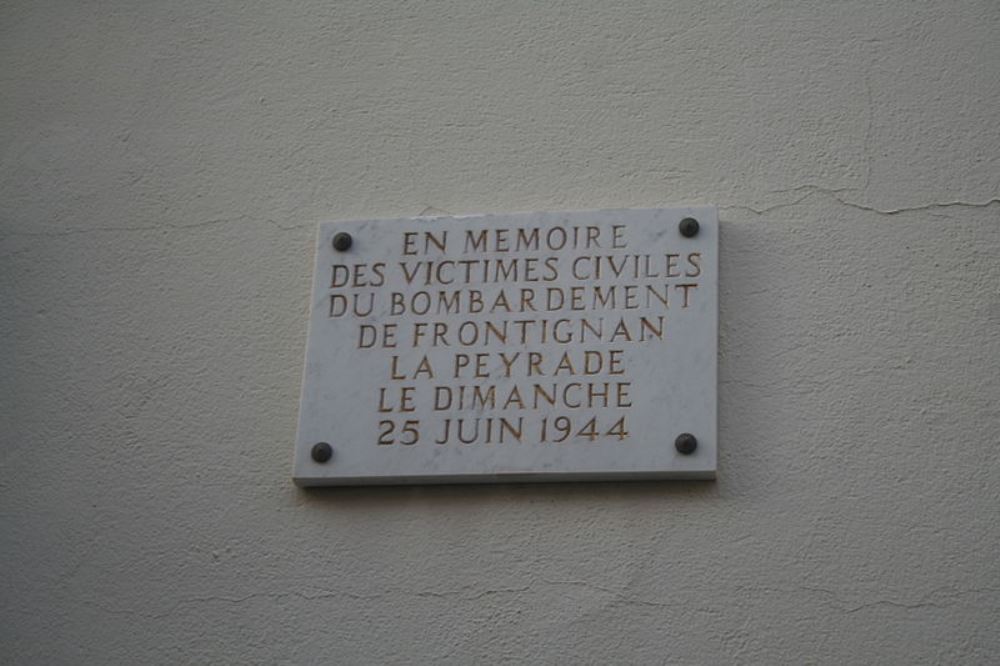 EN MEMOIRE
DES VICTIMES CIVILES
DU BOMBARDEMENT
DE FRONTIGNAN
LA PEYRADE
LE DIMANCHE
25 JUIN 1944